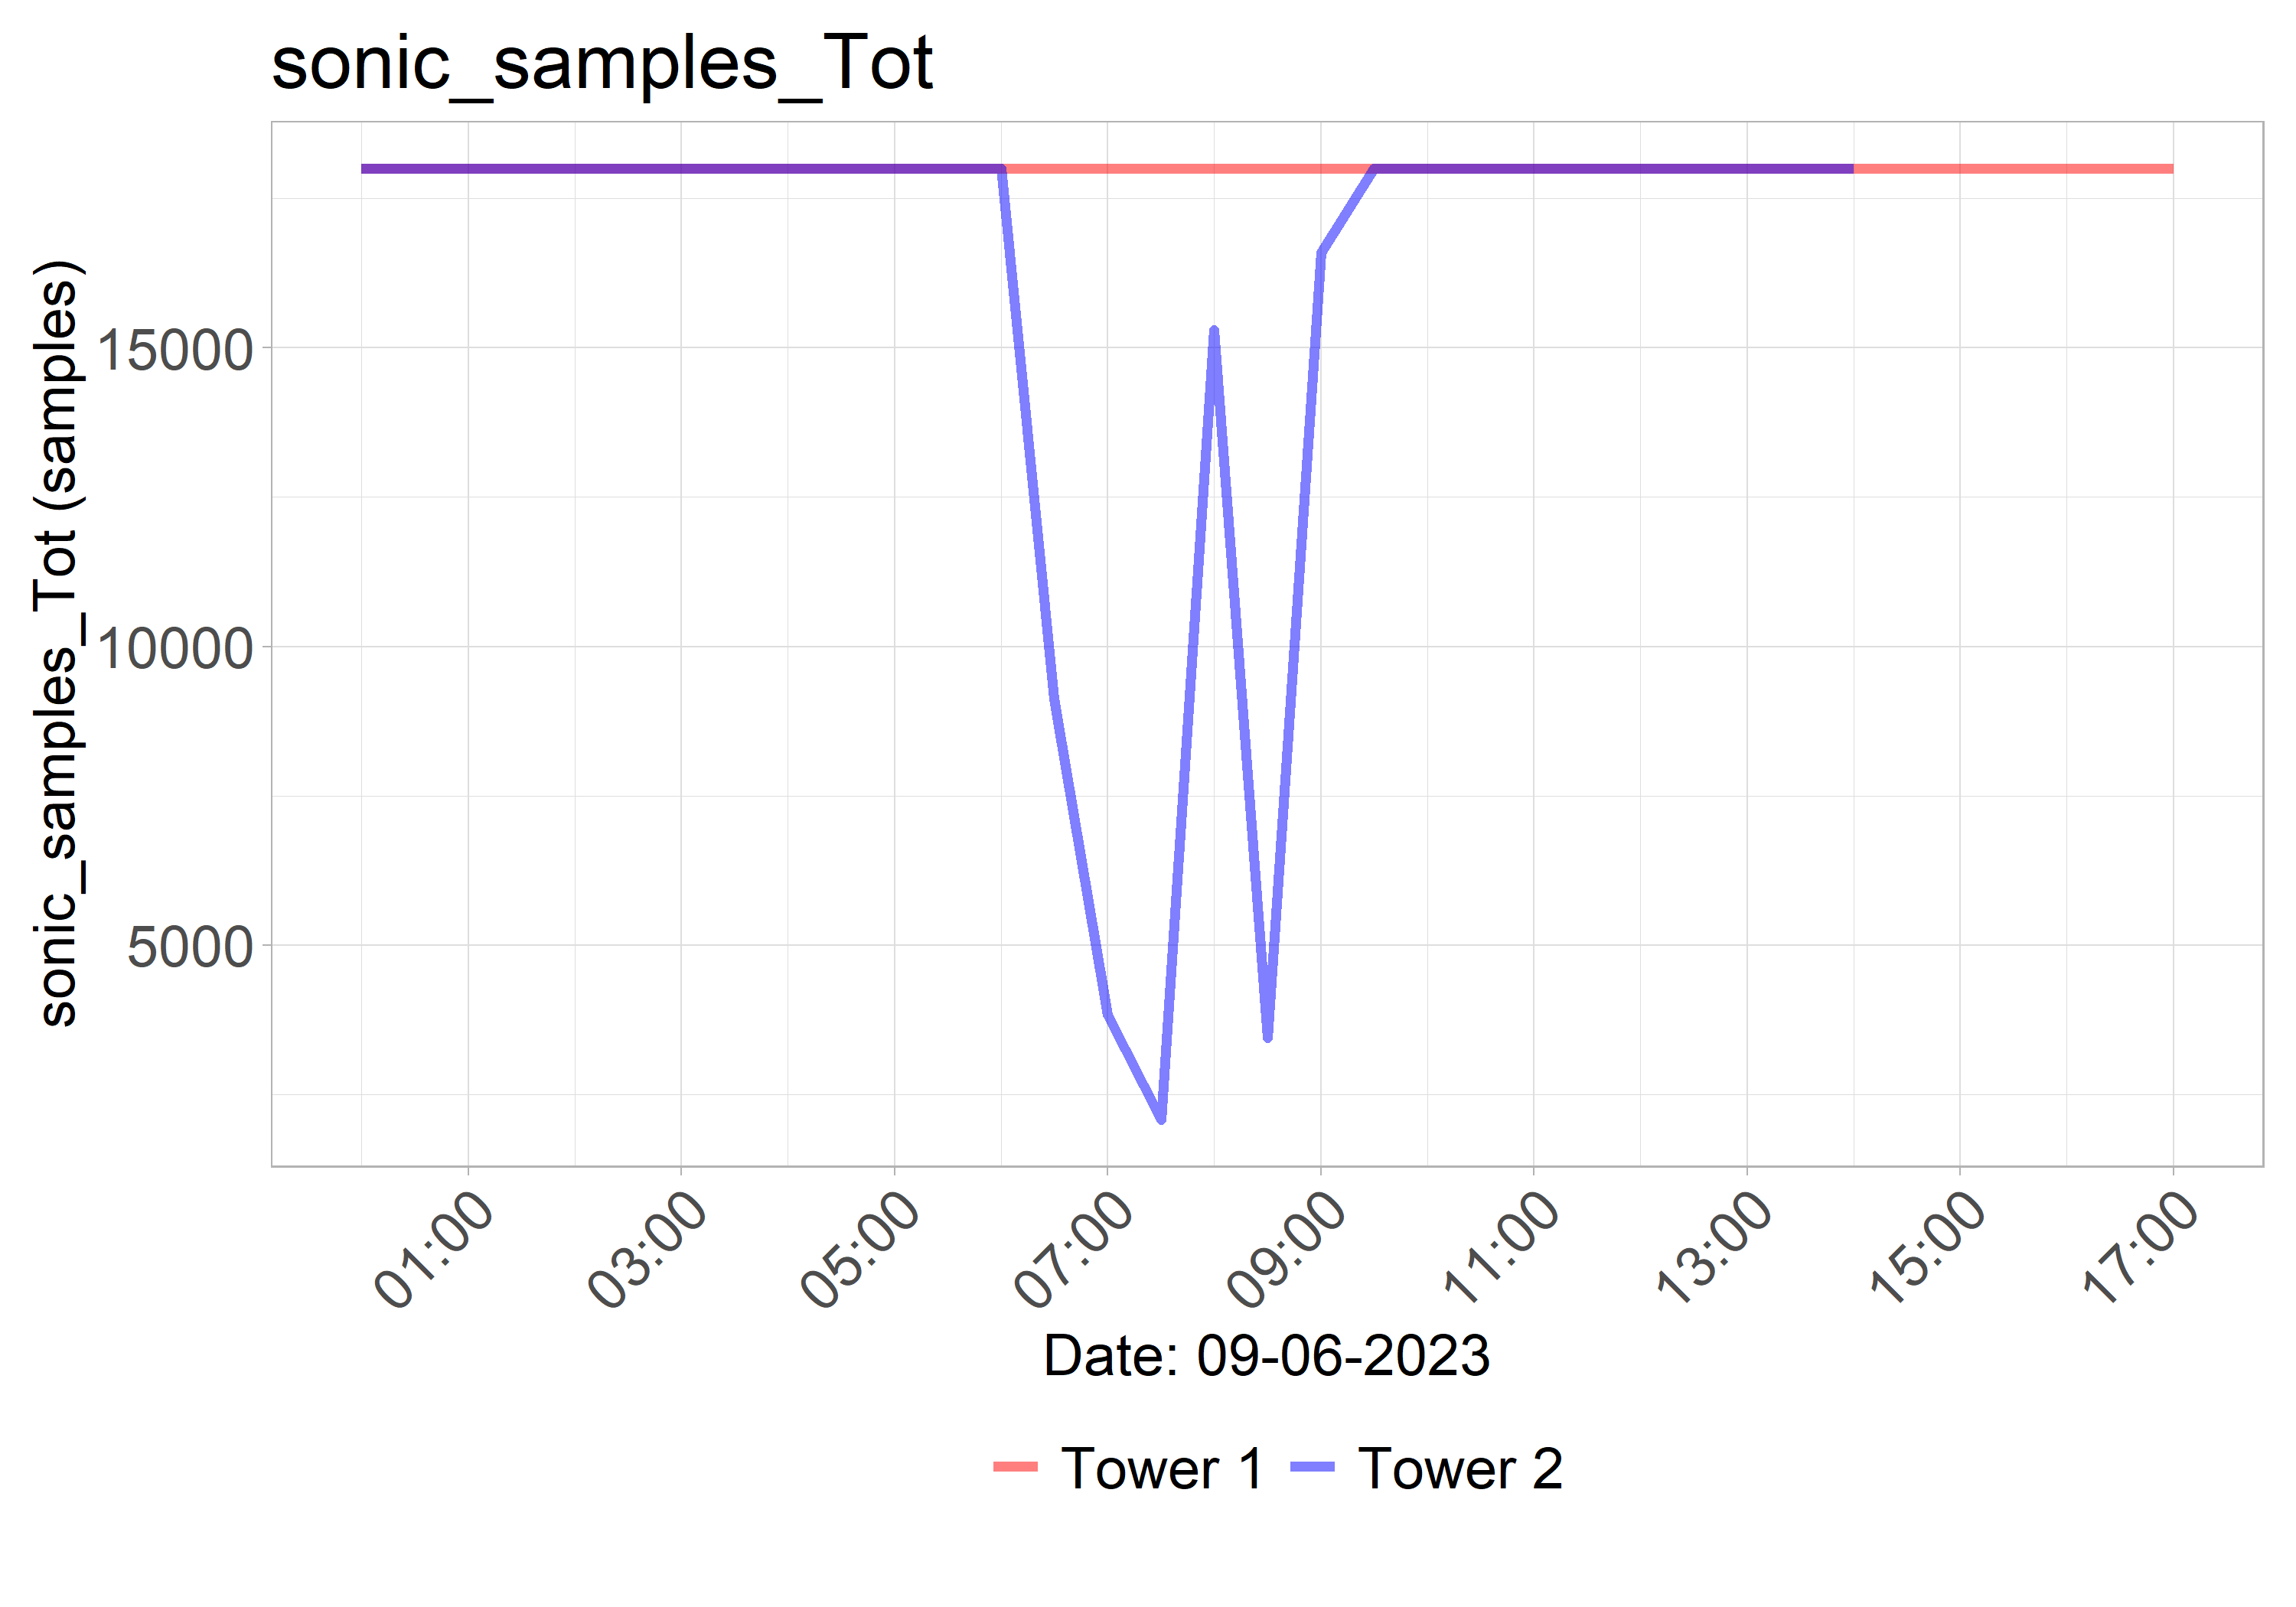 sonic_samples_Tot
sonic_samples_Tot (samples)
15000
10000
5000
01:00
03:00
05:00
07:00
09:00
11:00
13:00
15:00
17:00
Date: 09-06-2023
Tower 1
Tower 2